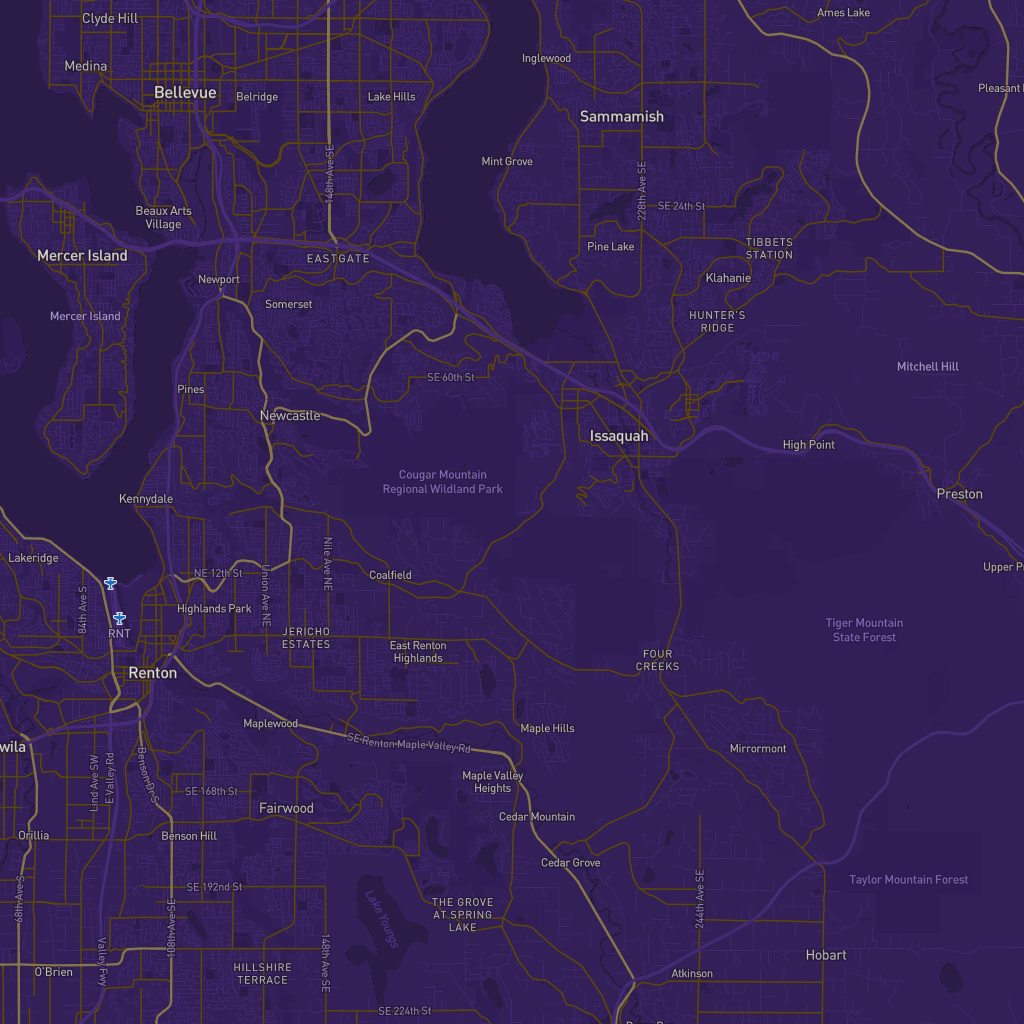 Clyde Hill
Ames Lake
Medina
Inglewood
Bellevue
Belridge
Lake Hills
Sammamish
148th Ave SE
Mint Grove
228th Ave SE
SE 24th St
Beaux Arts
Village
Pine Lake
TIBBETS
STATION
Mercer Island
EASTGATE
Newport
Klahanie
Somerset
Mercer Island
HUNTER'S
RIDGE
Mitchell Hill
SE 60th St
Pines
Newcastle
Issaquah
High Point
Cougar Mountain
Regional Wildland Park
Kennydale
Preston
Lakeridge
Nile Ave NE
NE 12th St
Coalfield
Union Ave NE
84th Ave S
Highlands Park
RNT
JERICHO
ESTATES
East Renton
Highlands
Tiger Mountain
State Forest
FOUR
CREEKS
Renton
Maplewood
Maple Hills
SE Renton Maple Valley Rd
Mirrormont
Lind Ave SW
E Valley Rd
Benson Dr S
Maple Valley
Heights
SE 168th St
Fairwood
Cedar Mountain
Orillia
Benson Hill
Cedar Grove
SE 192nd St
Taylor Mountain Forest
68th Ave S
108th Ave SE
244th Ave SE
Lake Youngs
THE GROVE
AT SPRING
LAKE
148th Ave SE
Valley Fwy
Hobart
O'Brien
HILLSHIRE
TERRACE
Atkinson
SE 224th St